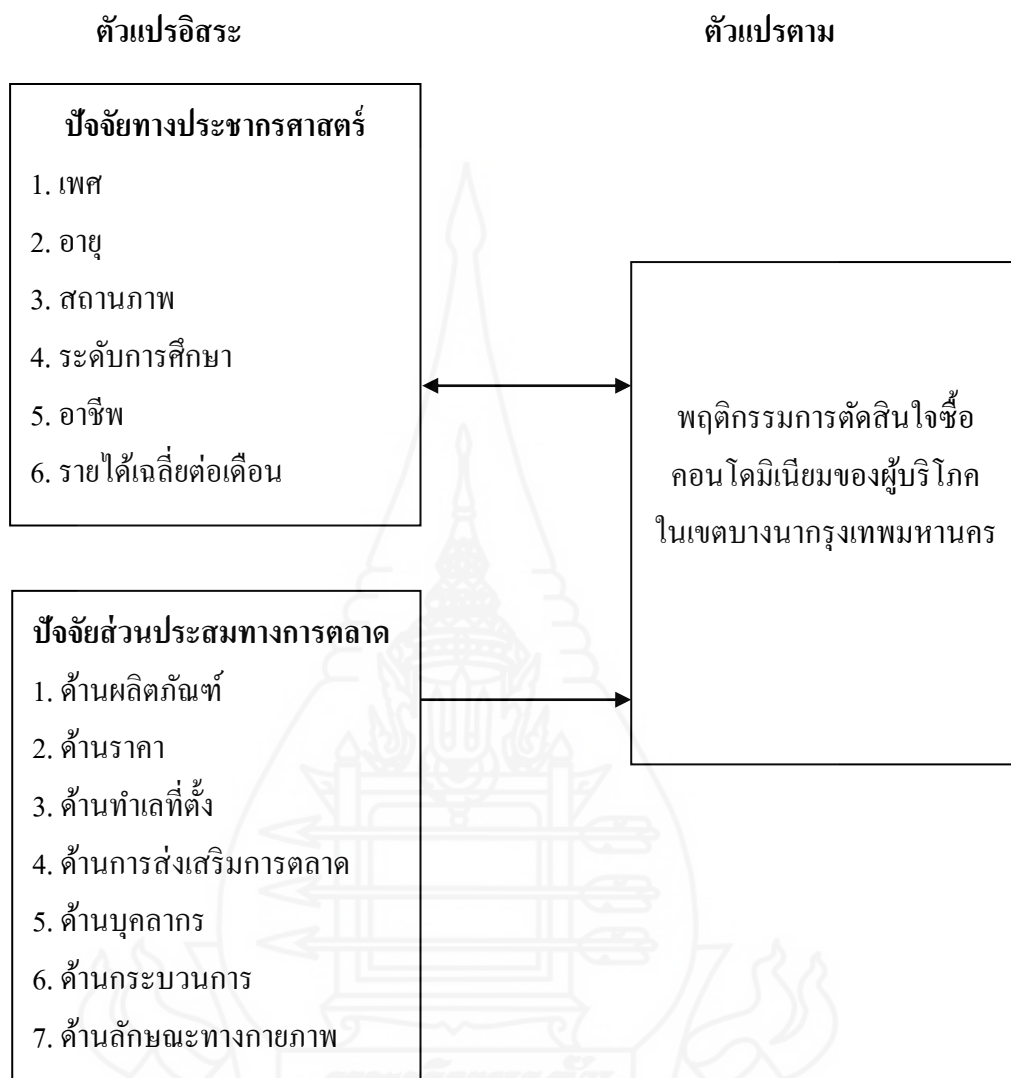 ตัวแปรอิสระ
ตัวแปรตาม
ปัจจัยทางประชากรศาสตร์
1. เพศ
2. อายุ
3. สถานภาพ
4. ระดับการศึกษา
5. อาชีพ
6. รายได้เฉลี่ยต่อเดือน
ปัจจัยส่วนประสมทางการตลาด
1. ด้านผลิตภัณฑ์
2. ด้านราคา
3. ด้านทำเลที่ตั้ง
4. ด้านการส่งเสริมการตลาด
5. ด้านบุคลากร
6. ด้านกระบวนการ
7. ด้านลักษณะทางกายภาพ
พฤติกรรมการตัดสินใจซื้อ
คอนโดมิเนียมของผู้บริโภค
ในเขตบางนากรุงเทพมหานคร